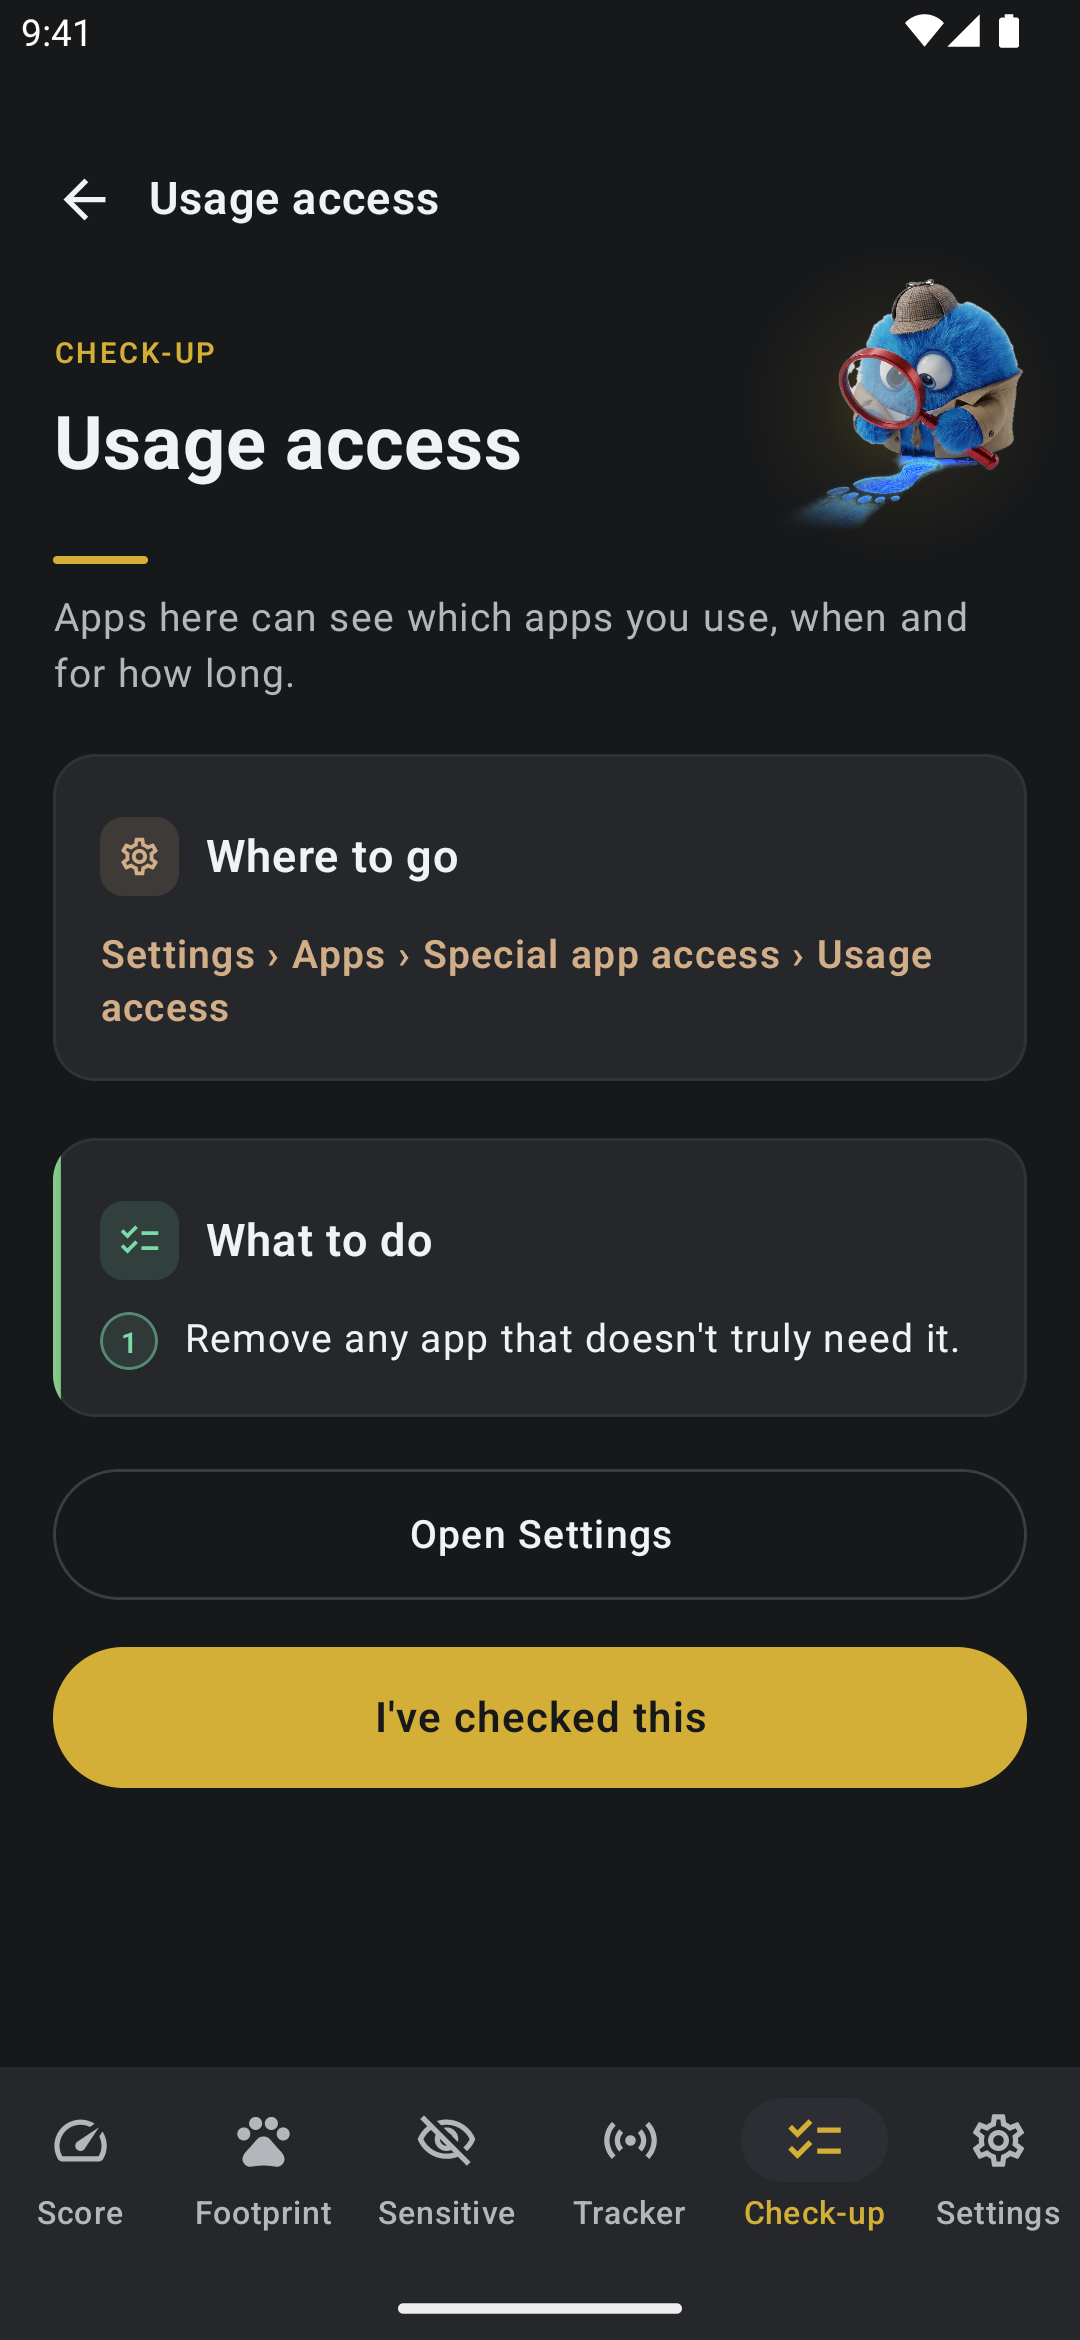 9:41
Usage access
CHECK-UP
Usage access
Apps here can see which apps you use, when and
for how long.
Where to go
Settings › Apps › Special app access › Usage
access
What to do
1 Remove any app that doesn't truly need it.
Open Settings
I've checked this
Score Footprint Sensitive Tracker Check-up Settings